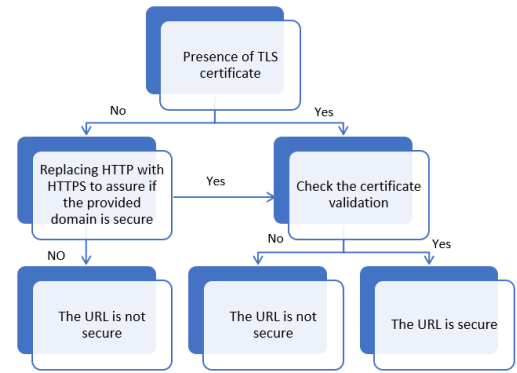 Presence of TLS
certificate
No
Yes
Replacing HTTP with
HTTPS to assure if
the provided
domain is secure
Yes
Check the certificate
validation
NO
No
Yes
The URL is not
secure
The URL is not
secure
The URL is secure